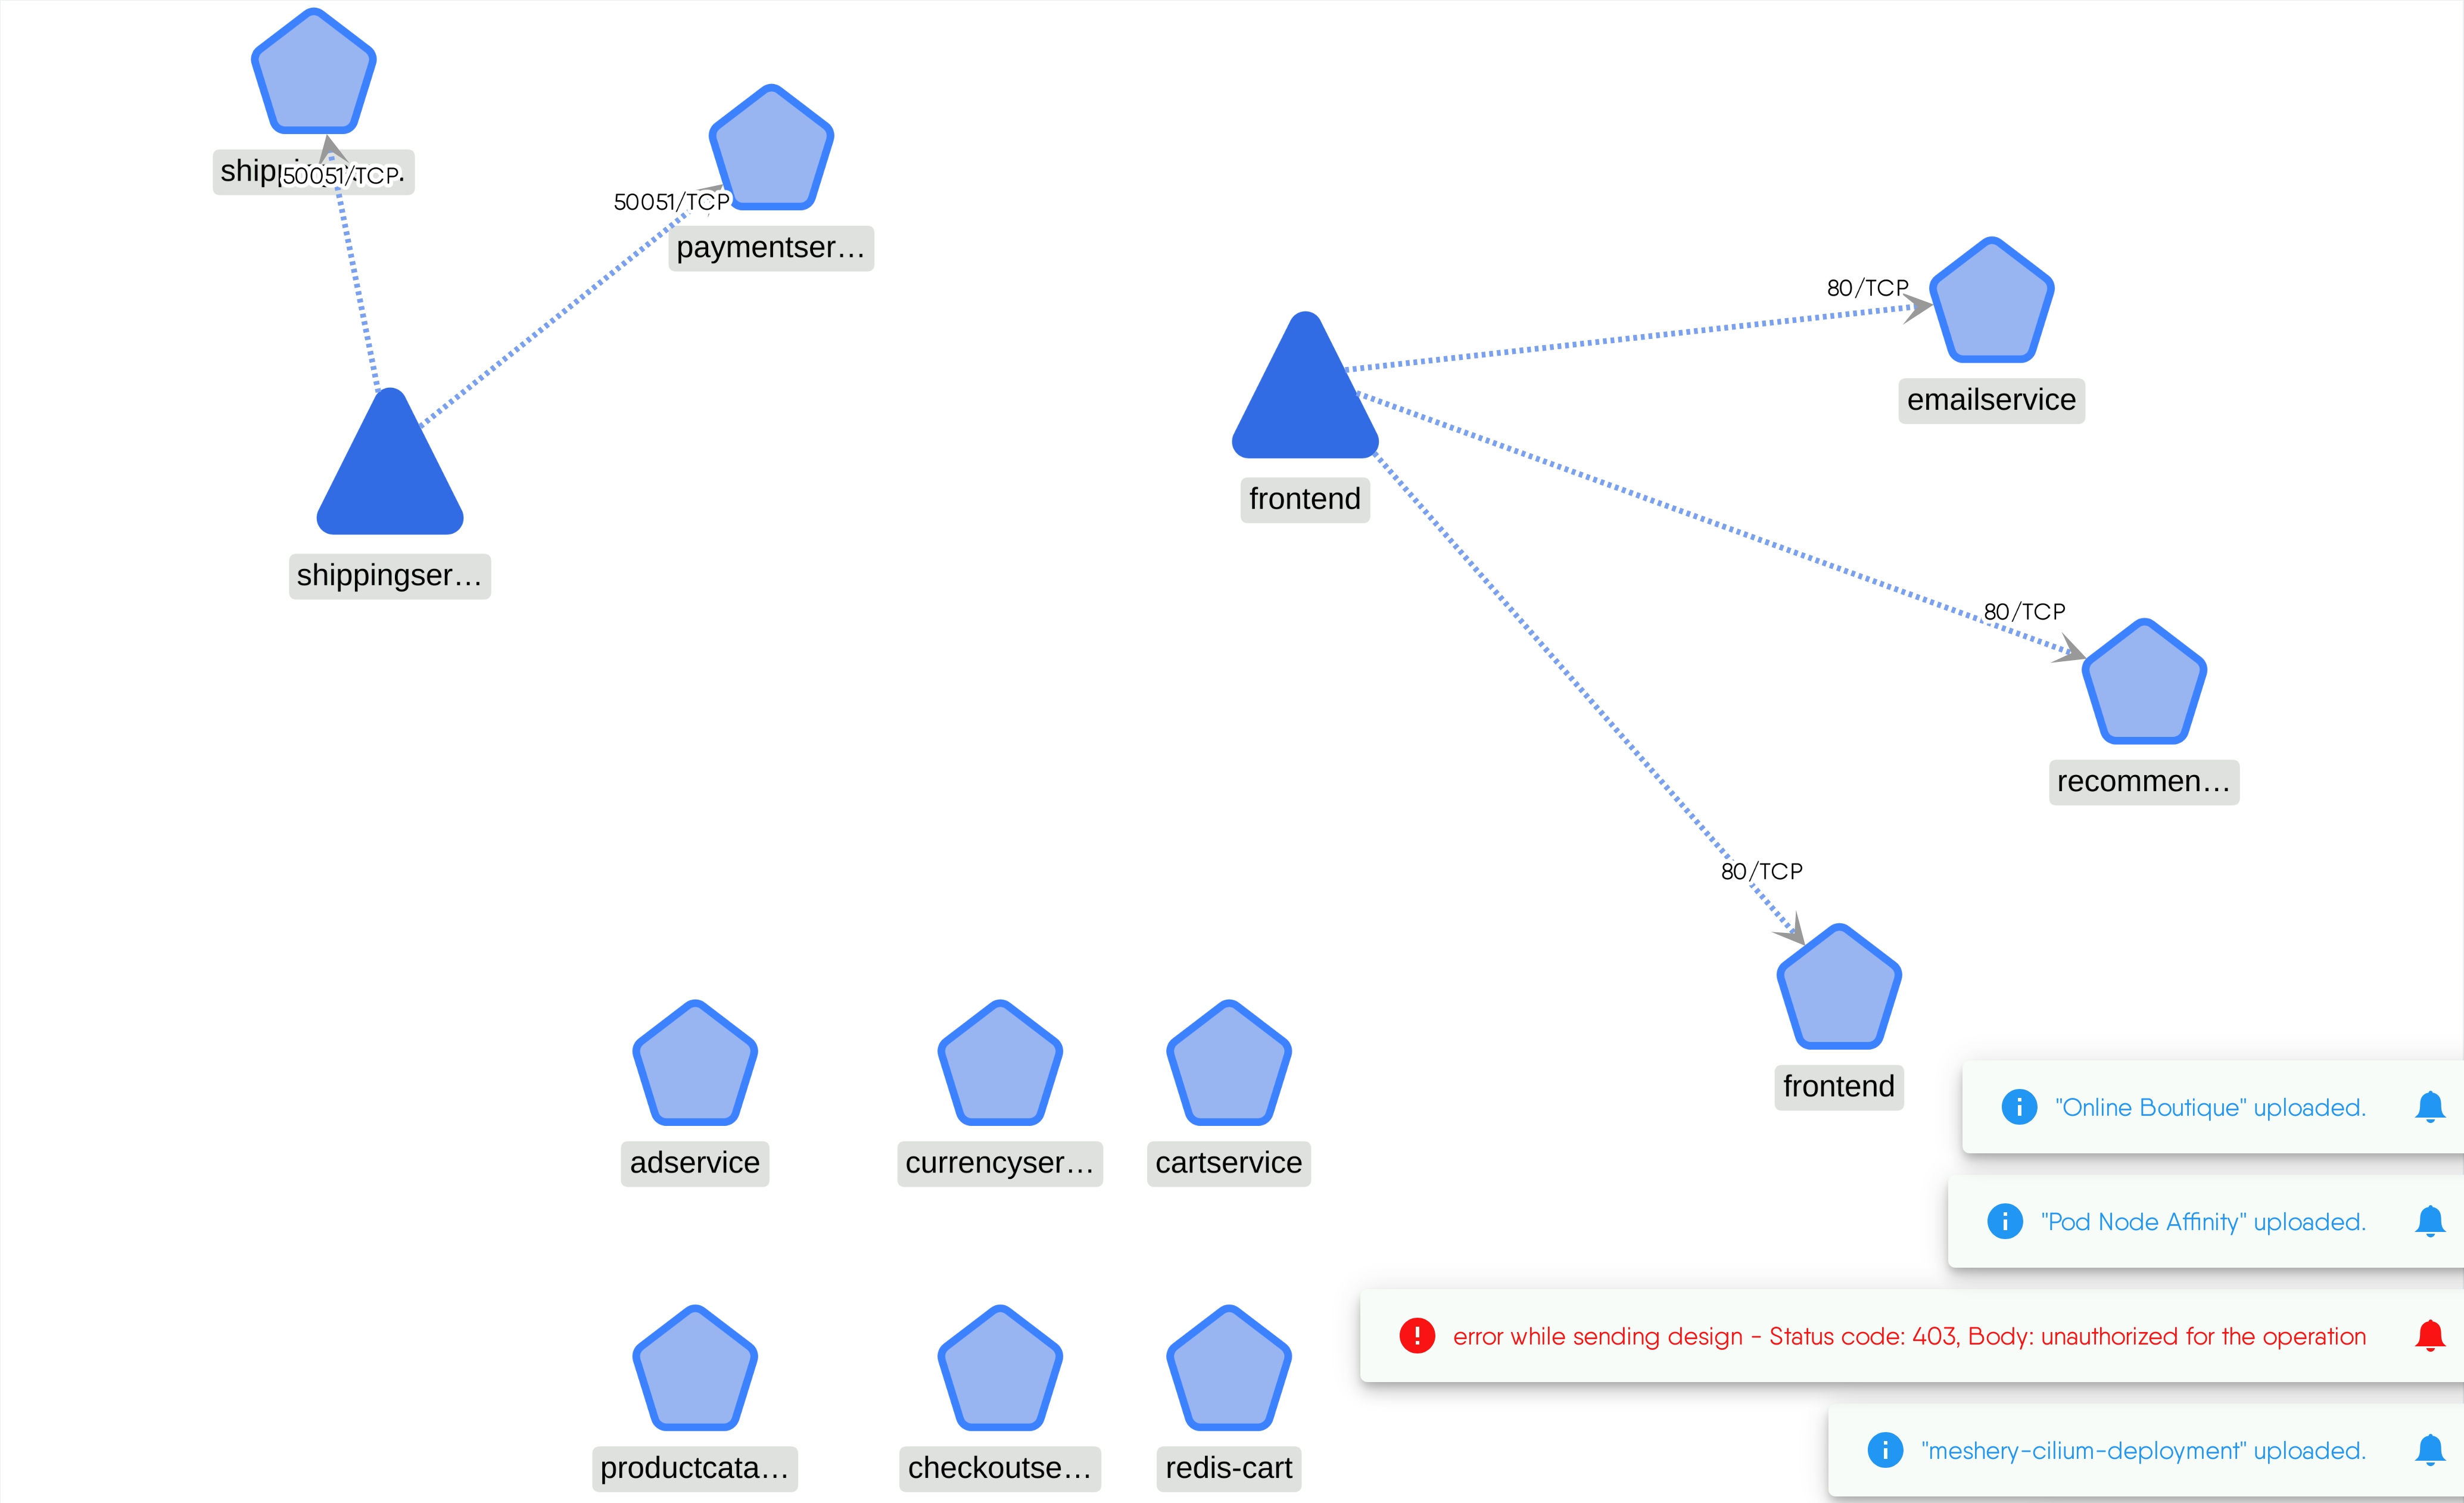 50051/TCP
50051/TCP
paymentser…
80/TCP
emailservice
frontend
shippingser…
80/TCP
recommen…
80/TCP
frontend
adservice
currencyser…
cartservice
productcata…
checkoutse…
redis-cart
"Online Boutique" uploaded.
"Pod Node Affinity" uploaded.
error while sending design - Status code: 403, Body: unauthorized for the operation
"meshery-cilium-deployment" uploaded.